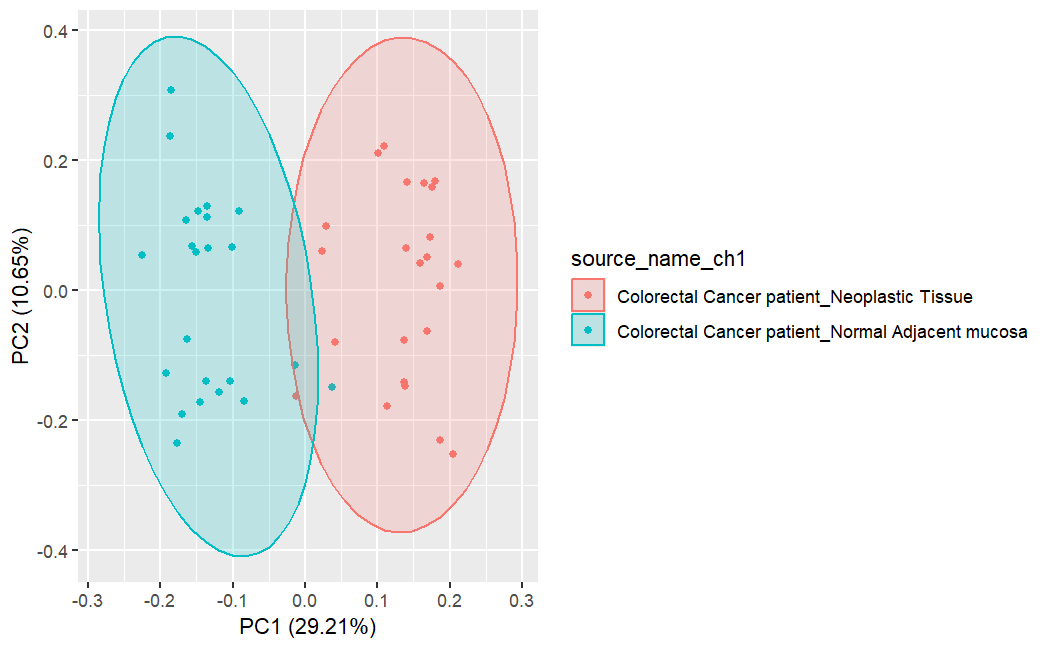 0.4
0.2
0.0
-0.2
-0.4
PC2 (10.65%)
-0.3 -0.2 -0.1 0.0 0.1 0.2 0.3
PC1 (29.21%)
source_name_ch1
Colorectal Cancer patient_Neoplastic Tissue
Colorectal Cancer patient_Normal Adjacent mucosa